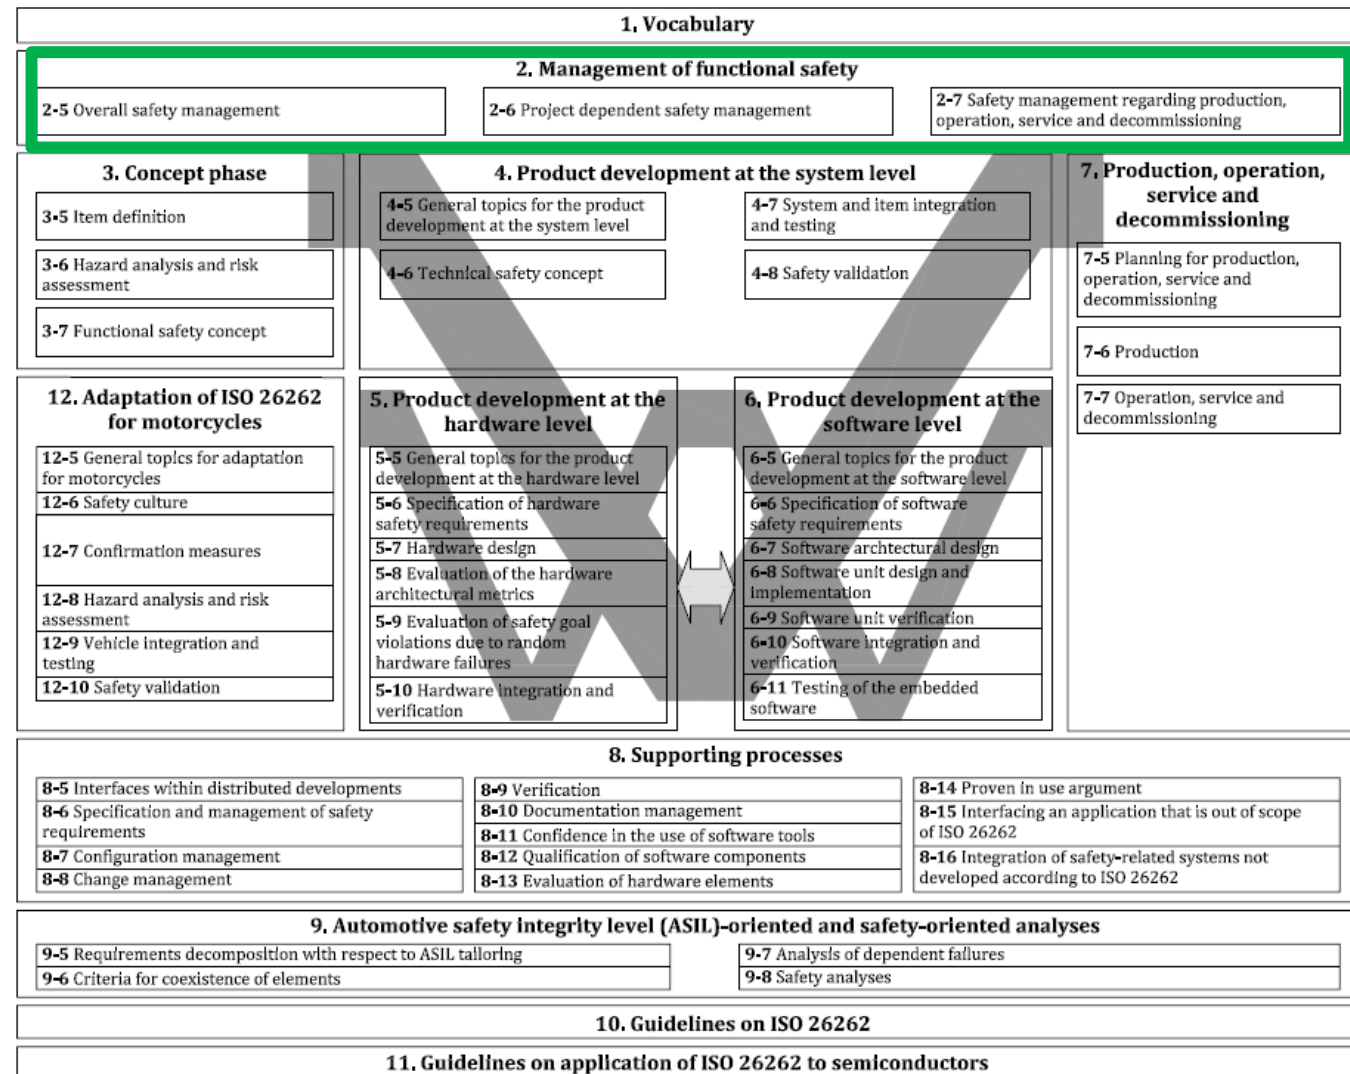 1. Vocabulary
2. Management of functional safety
2-5 Overall safety management
2-6 Project dependent safety management
2-7 Safety management regarding production,
operation, service and decommissioning
3. Concept phase
3-5 Item definition
3-6 Hazard analysis and risk
assessment
3-7 Functional safety concept
4. Product development at the system level
4-5 General topics for the product
development at the system level
4-6 Technical safety concept
4-7 System and item integration
and testing
4-8 Safety validation
7. Production, operation,
service and
decommissioning
7-5 Planning for production,
operation, service and
decommissioning
7-6 Production
7-7 Operation, service and
decommissioning
12. Adaptation of ISO 26262
for motorcycles
12-5 General topics for adaptation
for motorcycles
12-6 Safety culture
12-7 Confirmation measures
12-8 Hazard analysis and risk
assessment
12-9 Vehicle integration and
testing
12-10 Safety validation
5. Product development at the
hardware level
5-5 General topics for the product
development at the hardware level
5-6 Specification of hardware
safety requirements
5-7 Hardware design
5-8 Evaluation of the hardware
architectural metrics
5-9 Evaluation of safety goal
violations due to random
hardware failures
5-10 Hardware integration and
verification
6. Product development at the
software level
6-5 General topics for the product
development at the software level
6-6 Specification of software
safety requirements
6-7 Software archtectural design
6-8 Software unit design and
implementation
6-9 Software unit verification
6-10 Software integration and
verification
6-11 Testing of the embedded
software
8. Supporting processes
8-5 Interfaces within distributed developments
8-6 Specification and management of safety
requirements
8-7 Configuration management
8-8 Change management
8-9 Verification
8-10 Documentation management
8-11 Confidence in the use of software tools
8-12 Qualification of software components
8-13 Evaluation of hardware elements
8-14 Proven in use argument
8-15 Interfacing an application that is out of scope
of ISO 26262
8-16 Integration of safety-related systems not
developed according to ISO 26262
9. Automotive safety integrity level (ASIL)-oriented and safety-oriented analyses
9-5 Requirements decomposition with respect to ASIL tailoring
9-6 Criteria for coexistence of elements
9-7 Analysis of dependent failures
9-8 Safety analyses
10. Guidelines on ISO 26262
11. Guidelines on application of ISO 26262 to semiconductors